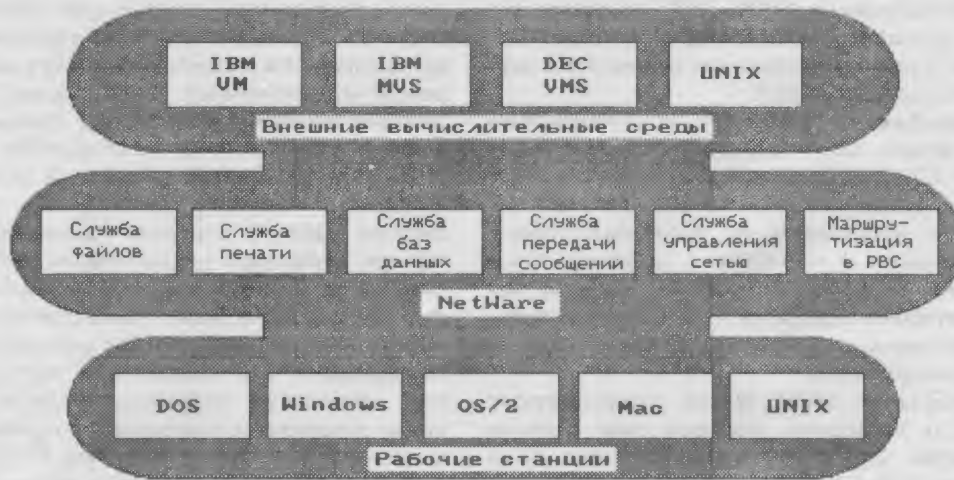 IBM
VM
IBM
MVS
DEC
VMS
UNIX
Внешние вычислительные среды
Служба
файлов
Служба
печати
Служба
баз
данных
Служба
передачи
сообщений
Служба
управления
сетью
Маршру-
тизация
в РВС
NetWare
DOS
Windows
OS/2
Mac
UNIX
Рабочие станции